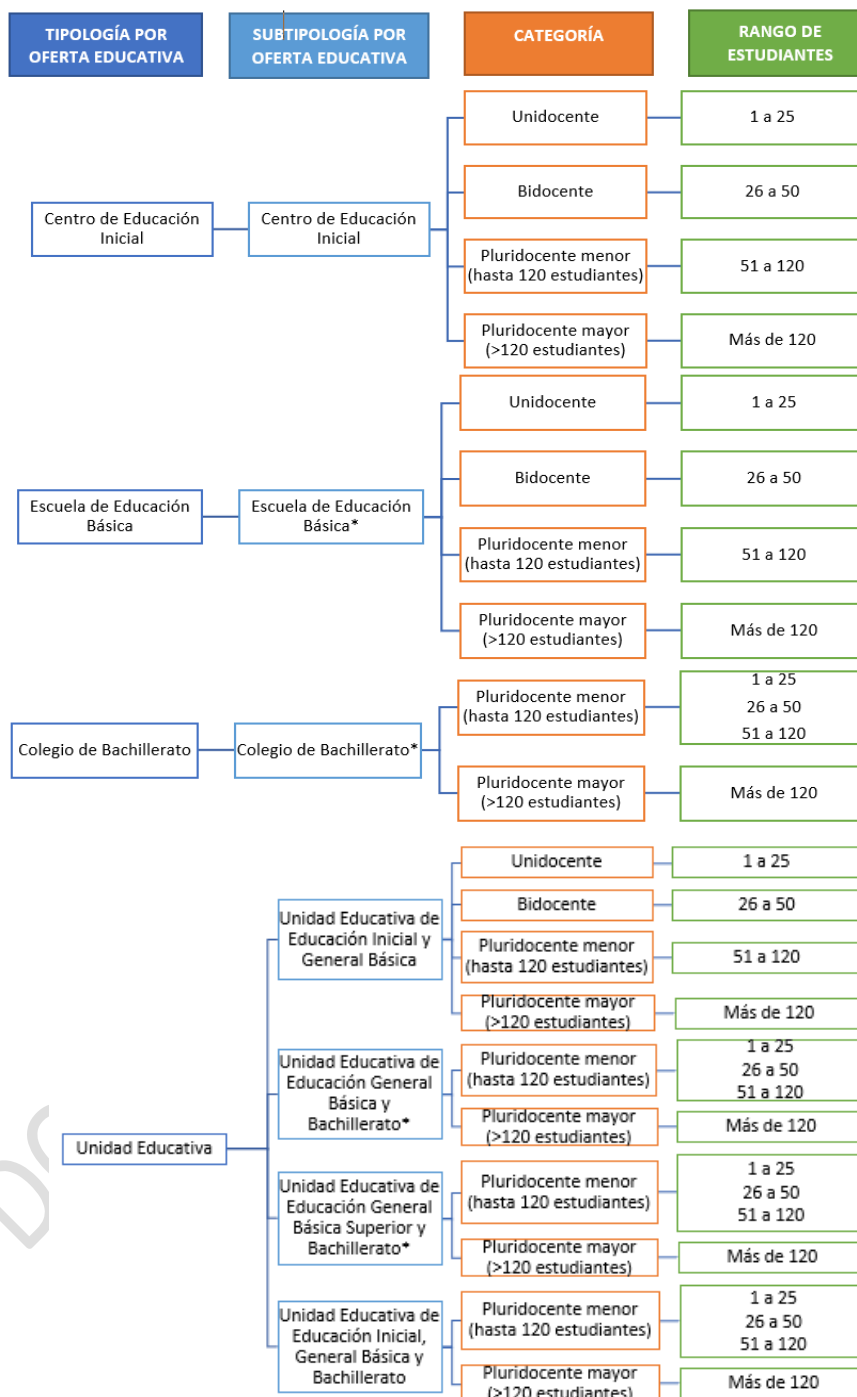 TIPOLOGÍA POR
OFERTA EDUCATIVA
SUBTIPOLOGÍA POR
OFERTA EDUCATIVA
CATEGORÍA
RANGO DE
ESTUDIANTES
Centro de Educación
Inicial
Centro de Educación
Inicial
Unidocente
1 a 25
Bidocente
26 a 50
Pluridocente menor
(hasta 120 estudiantes)
51 a 120
Pluridocente mayor
(>120 estudiantes)
Más de 120
Escuela de Educación
Básica
Escuela de Educación
Básica*
Unidocente
1 a 25
Bidocente
26 a 50
Pluridocente menor
(hasta 120 estudiantes)
51 a 120
Pluridocente mayor
(>120 estudiantes)
Más de 120
Colegio de Bachillerato
Colegio de Bachillerato*
Pluridocente menor
(hasta 120 estudiantes)
1 a 25
26 a 50
51 a 120
Pluridocente mayor
(>120 estudiantes)
Más de 120
Unidad Educativa
Unidad Educativa de
Educación Inicial y
General Básica
Unidocente
1 a 25
Bidocente
26 a 50
Pluridocente menor
(hasta 120 estudiantes)
51 a 120
Pluridocente mayor
(>120 estudiantes)
Más de 120
Unidad Educativa de
Educación General
Básica y
Bachillerato*
Pluridocente menor
(hasta 120 estudiantes)
1 a 25
26 a 50
51 a 120
Pluridocente mayor
(>120 estudiantes)
Más de 120
Unidad Educativa de
Educación General
Básica Superior y
Bachillerato*
Pluridocente menor
(hasta 120 estudiantes)
1 a 25
26 a 50
51 a 120
Pluridocente mayor
(>120 estudiantes)
Más de 120
Unidad Educativa de
Educación Inicial,
General Básica y
Bachillerato
Pluridocente menor
(hasta 120 estudiantes)
1 a 25
26 a 50
51 a 120
Pluridocente mayor
(>120 estudiantes)
Más de 120